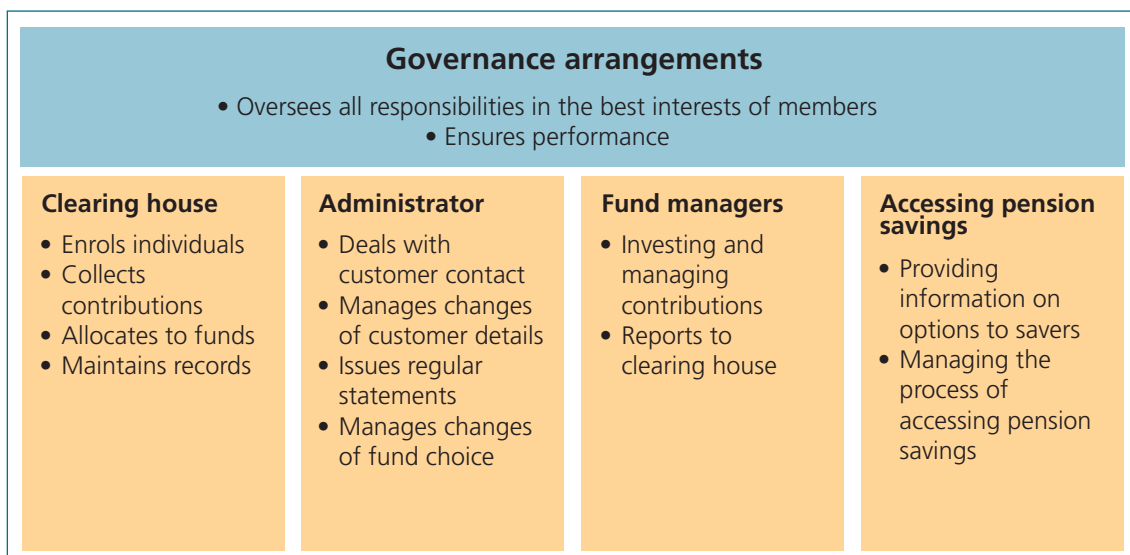 Governance arrangements
• Oversees all responsibilities in the best interests of members
• Ensures performance
Clearing house
• Enrols individuals
• Collects
contributions
• Allocates to funds
• Maintains records
Administrator
• Deals with
customer contact
• Manages changes
of customer details
• Issues regular
statements
• Manages changes
of fund choice
Fund managers
• Investing and
managing
contributions
• Reports to
clearing house
Accessing pension
savings
• Providing
information on
options to savers
• Managing the
process of
accessing pension
savings